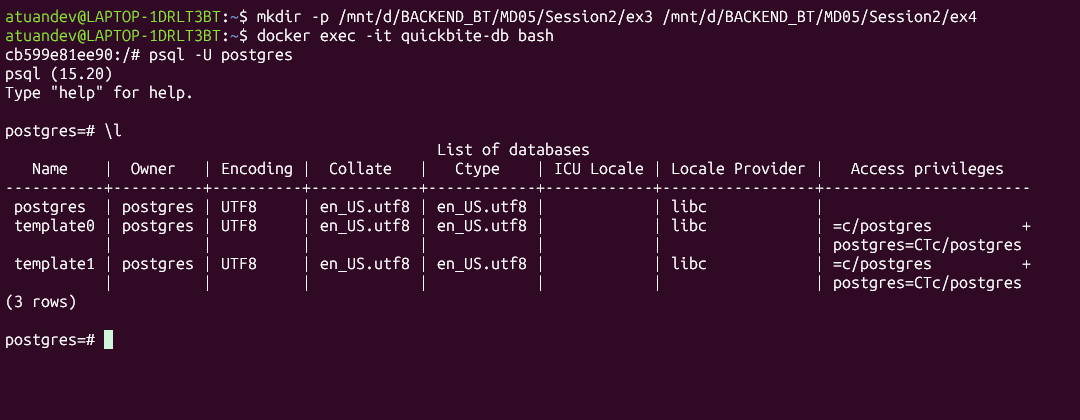 atuandev@LAPTOP-1DRLT3BT:~$ mkdir -p /mnt/d/BACKEND_BT/MD05/Session2/ex3 /mnt/d/BACKEND_BT/MD05/Session2/ex4
atuandev@LAPTOP-1DRLT3BT:~$ docker exec -it quickbite-db bash
cb599e81ee90:/# psql -U postgres
psql (15.20)
Type "help" for help.

postgres=# \l
                                                List of databases
   Name    |  Owner   | Encoding |  Collate   |   Ctype    | ICU Locale | Locale Provider |   Access privileges
-----------+----------+----------+------------+------------+------------+-----------------+-----------------------
 postgres  | postgres | UTF8     | en_US.utf8 | en_US.utf8 |            | libc            |
 template0 | postgres | UTF8     | en_US.utf8 | en_US.utf8 |            | libc            | =c/postgres          +
           |          |          |            |            |            |                 | postgres=CTc/postgres
 template1 | postgres | UTF8     | en_US.utf8 | en_US.utf8 |            | libc            | =c/postgres          +
           |          |          |            |            |            |                 | postgres=CTc/postgres
(3 rows)

postgres=#